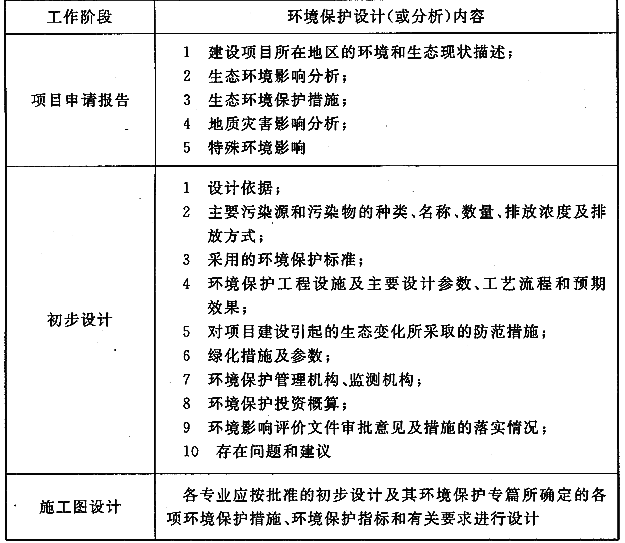 工作阶段
环境保护设计(或分析)内容
项目申请报告
1 建设项目所在地区的环境和生态现状描述；
2 生态环境影响分析；
3 生态环境保护措施；
4 地质灾害影响分析；
5 特殊环境影响
初步设计
1 设计依据；
2 主要污染源和污染物的种类、名称、数量、排放浓度及排
放方式；
3 采用的环境保护标准；
4 环境保护工程设施及主要设计参数、工艺流程和预期
效果；
5 对项目建设引起的生态变化所采取的防范措施；
6 绿化措施及参数；
7 环境保护管理机构、监测机构；
8 环境保护投资概算；
9 环境影响评价文件审批意见及措施的落实情况；
10 存在问题和建议
施工图设计
各专业应按批准的初步设计及其环境保护专篇所确定的各
项环境保护措施、环境保护指标和有关要求进行设计